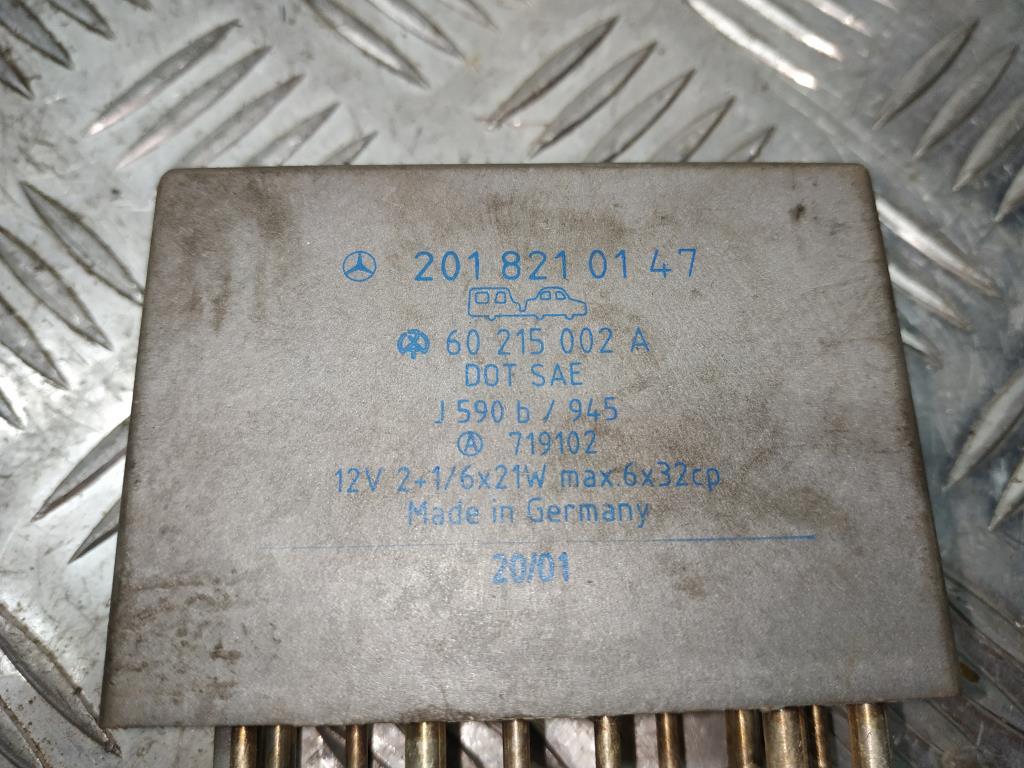 201 821 01 47
60 215 002 A
DOT SAE
J 590 b / 945
A 719102
12V 2+1/6x21W max.6x32cp
Made in Germany
20/01